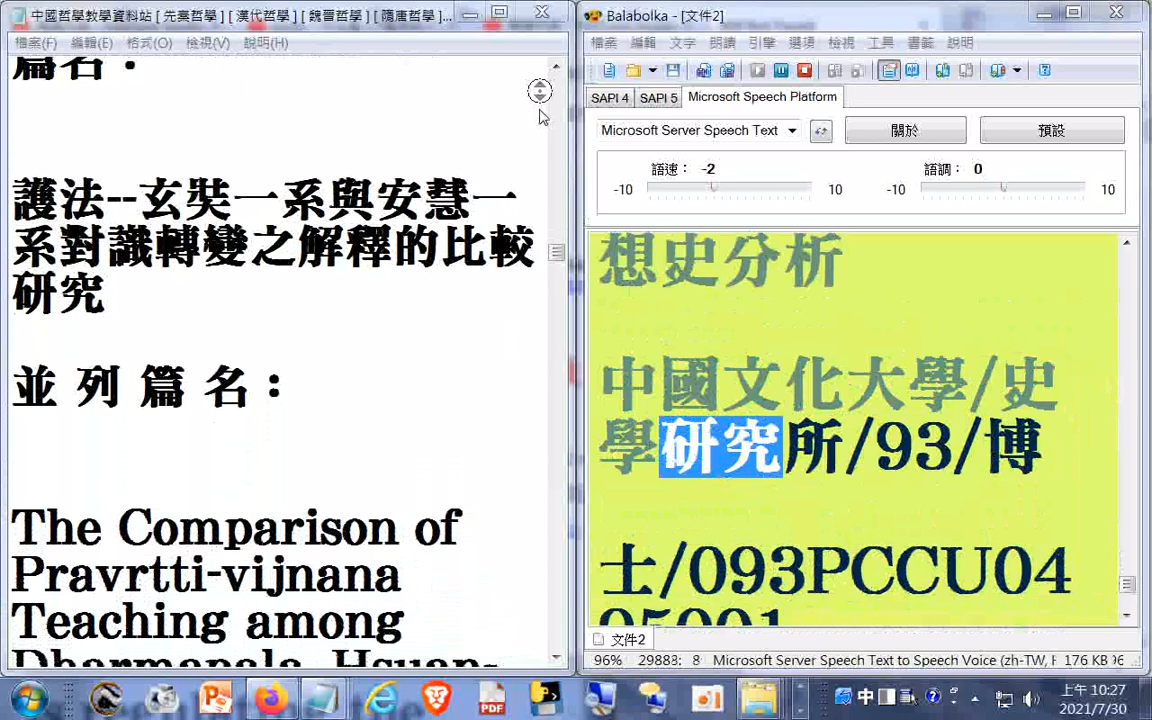 中國哲學教學資料站 [ 先秦哲學 ] [ 漢代哲學 ] [ 魏晉哲學 ] [ 隋唐哲學 ]...
檔案(F) 編輯(E) 格式(O) 檢視(V) 說明(H)
篇名：
護法--玄奘一系與安慧一
系對識轉變之解釋的比較
研究
並 列 篇 名：
The Comparison of
Pravrtti-vijnana
Teaching among
Dharmapala, Hsuan-
Balabolka - [文件2]
檔案 編輯 文字 朗讀 引擎 選項 檢視 工具 書籤 說明
SAPI 4 SAPI 5 Microsoft Speech Platform
Microsoft Server Speech Text 關於 預設
語速： -2 語調： 0
-10 10 -10 10
想史分析
中國文化大學/史
學研究所/93/博
士/093PCCU04
05001
文件2
96% 29883: 8 Microsoft Server Speech Text to Speech Voice (zh-TW, H 176 KB 96
中
上午 10:27
2021/7/30